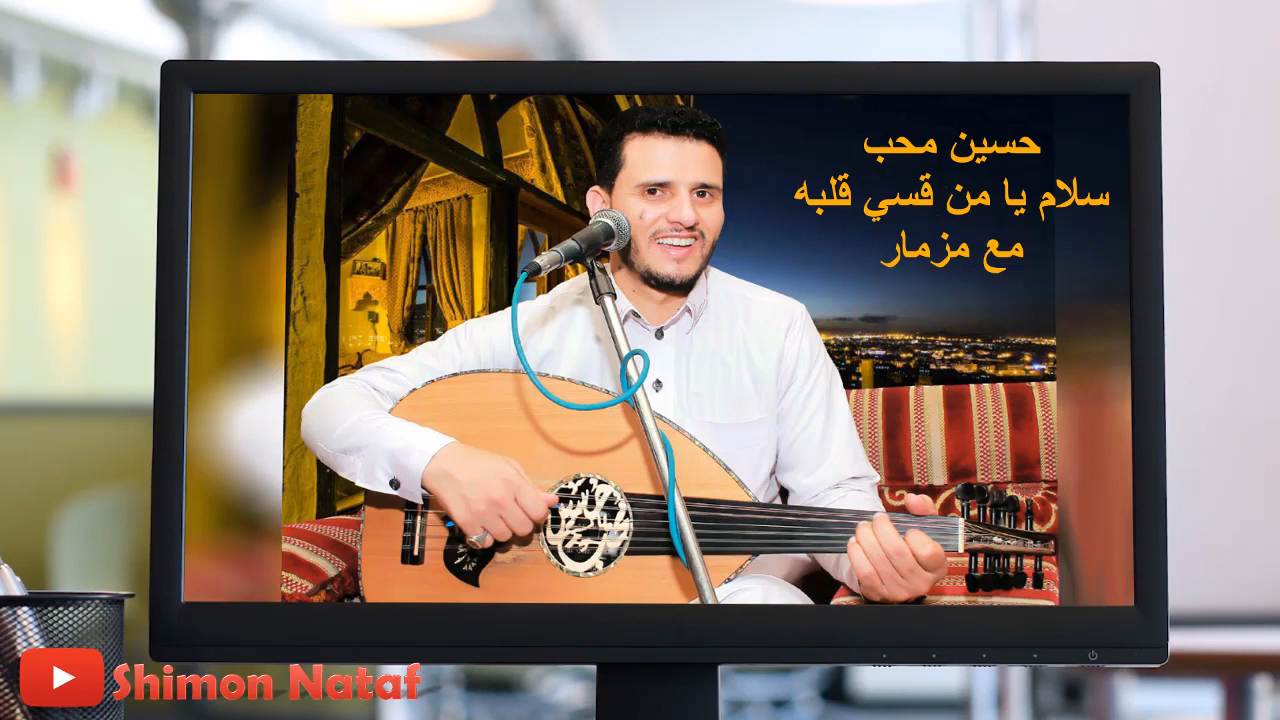 حسين محب
سلام يا من قسي قلبه
مع مزمار
Shimon Nataf